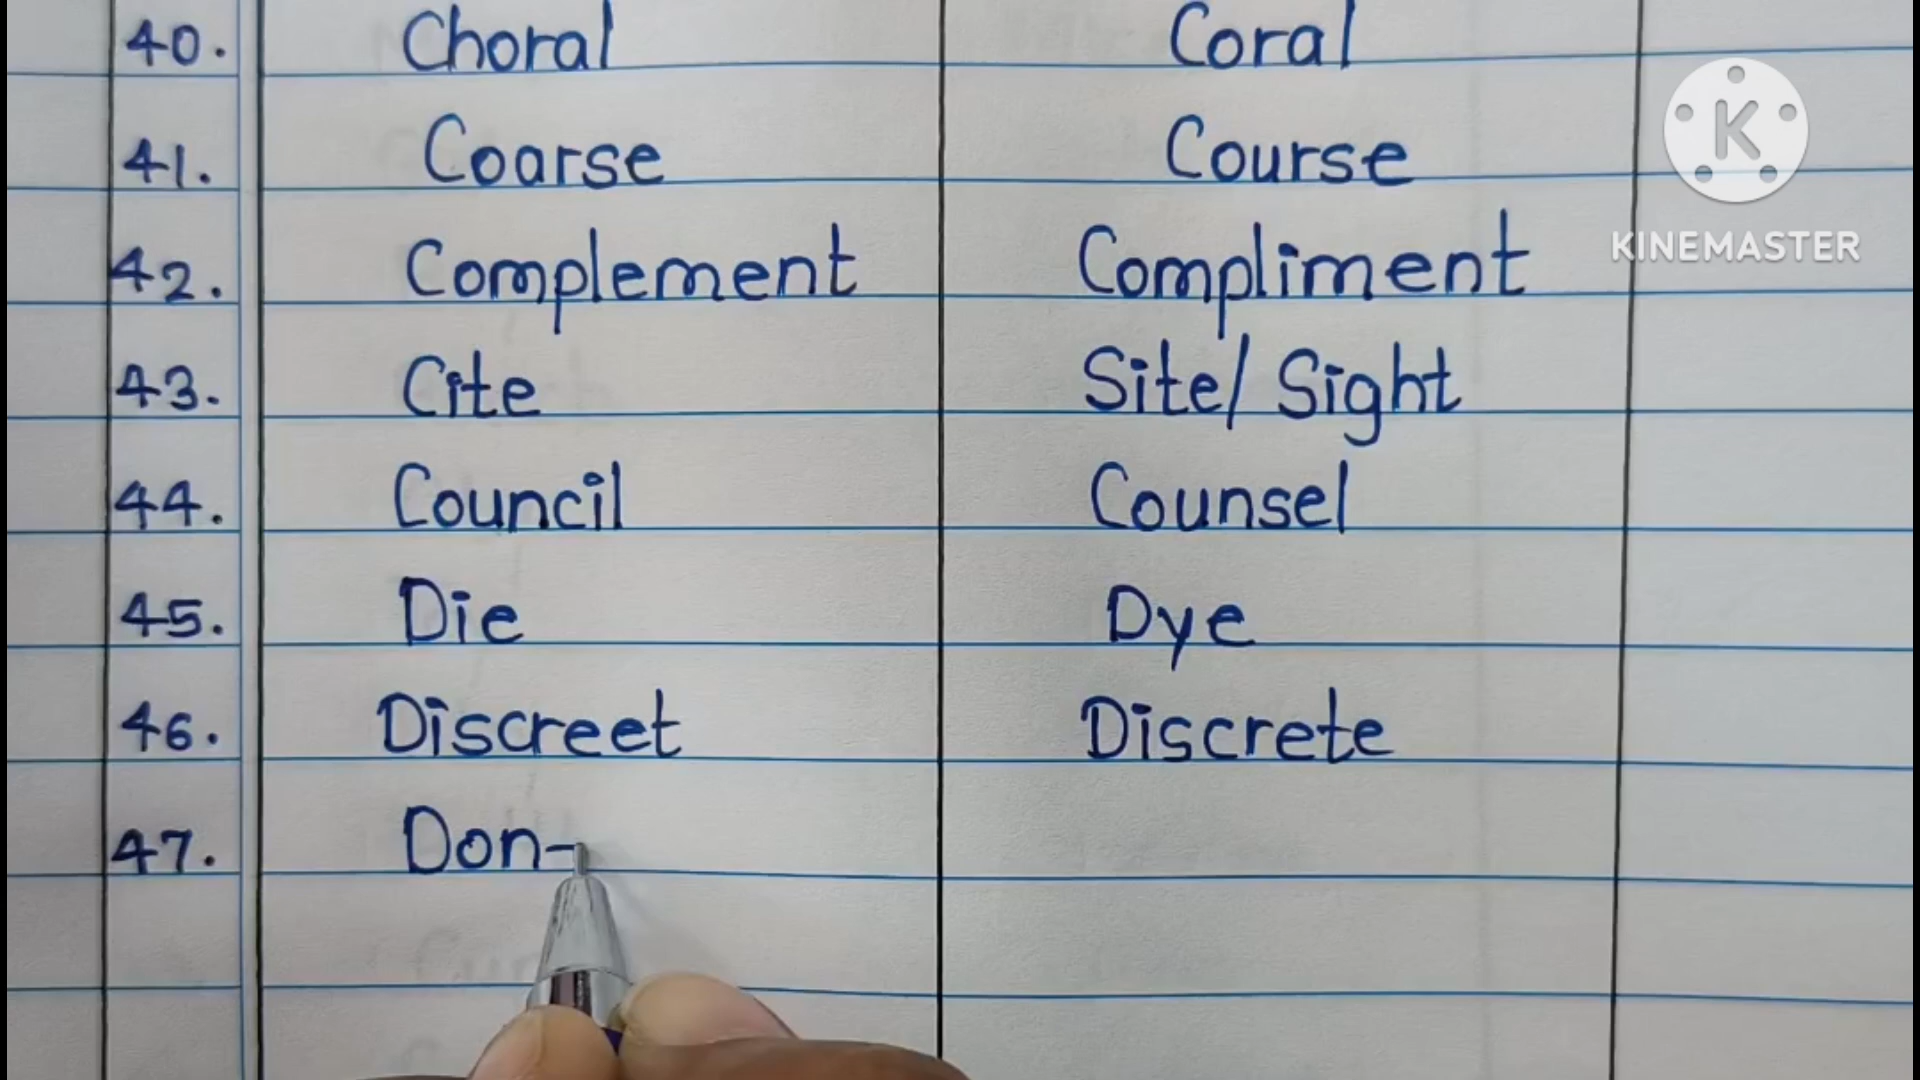 40. Choral Coral
41. Coarse Course
42. Complement Compliment
43. Cite Site/ Sight
44. Council Counsel
45. Die Dye
46. Discreet Discrete
47. Don-
K
KINEMASTER